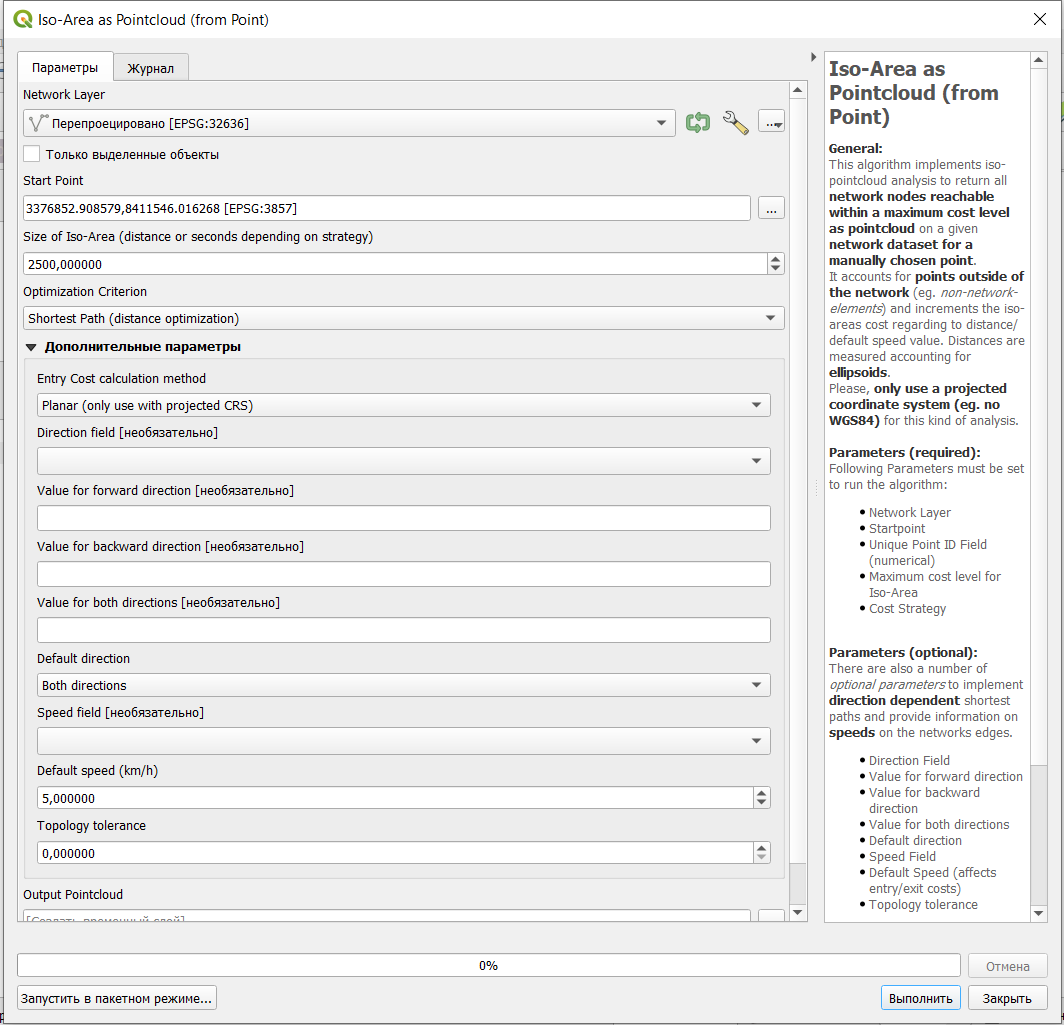 Iso-Area as Pointcloud (from Point)
Параметры
Журнал
Network Layer
Перепроецировано [EPSG:32636]
...
Только выделенные объекты
Start Point
3376852.908579,8411546.016268 [EPSG:3857]
...
Size of Iso-Area (distance or seconds depending on strategy)
2500,000000
Optimization Criterion
Shortest Path (distance optimization)
Дополнительные параметры
Entry Cost calculation method
Planar (only use with projected CRS)
Direction field [необязательно]
Value for forward direction [необязательно]
Value for backward direction [необязательно]
Value for both directions [необязательно]
Default direction
Both directions
Speed field [необязательно]
Default speed (km/h)
5,000000
Topology tolerance
0,000000
Output Pointcloud
[Создать временный слой]
Iso-Area as
Pointcloud (from
Point)
General:
This algorithm implements iso-
pointcloud analysis to return all
network nodes reachable
within a maximum cost level
as pointcloud on a given
network dataset for a
manually chosen point.
It accounts for points outside of
the network (eg. non-network-
elements) and increments the iso-
areas cost regarding to distance/
default speed value. Distances are
measured accounting for
ellipsoids.
Please, only use a projected
coordinate system (eg. no
WGS84) for this kind of analysis.
Parameters (required):
Following Parameters must be set
to run the algorithm:
• Network Layer
• Startpoint
• Unique Point ID Field
(numerical)
• Maximum cost level for
Iso-Area
• Cost Strategy
Parameters (optional):
There are also a number of
optional parameters to implement
direction dependent shortest
paths and provide information on
speeds on the networks edges.
• Direction Field
• Value for forward direction
• Value for backward
direction
• Value for both directions
• Default direction
• Speed Field
• Default Speed (affects
entry/exit costs)
• Topology tolerance
0%
Отмена
Запустить в пакетном режиме...
Выполнить
Закрыть